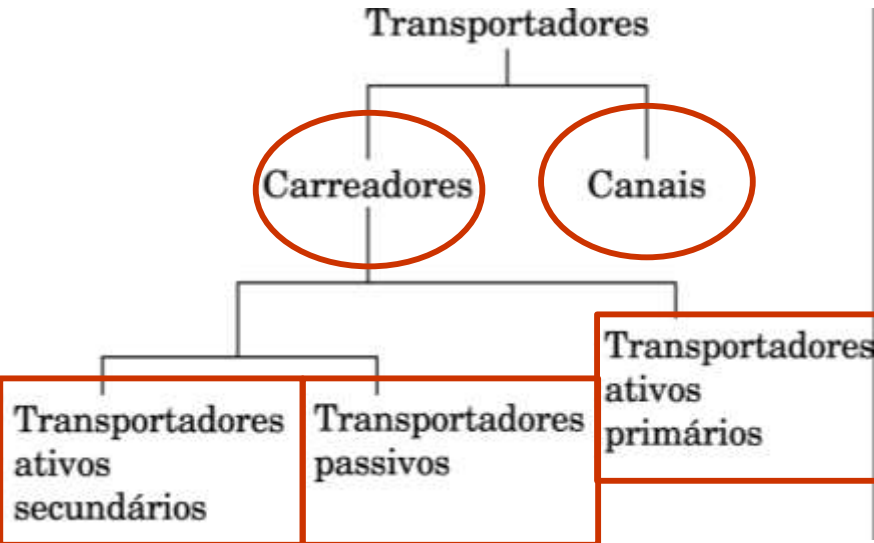 Transportadores
Carreadores
Canais
Transportadores
ativos
secundários
Transportadores
passivos
Transportadores
ativos
primários